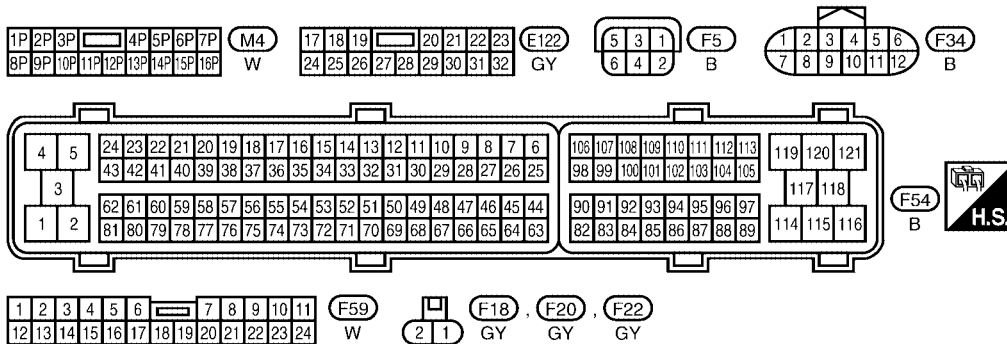 1P 2P 3P 4P 5P 6P 7P M4
8P 9P 10P 11P 12P 13P 14P 15P 16P W
17 18 19 20 21 22 23 E122
24 25 26 27 28 29 30 31 32 GY
5 3 1 F5
6 4 2 B
1 2 3 4 5 6 F34
7 8 9 10 11 12 B
4 5
3
1 2
24 23 22 21 20 19 18 17 16 15 14 13 12 11 10 9 8 7 6
43 42 41 40 39 38 37 36 35 34 33 32 31 30 29 28 27 26 25
62 61 60 59 58 57 56 55 54 53 52 51 50 49 48 47 46 45 44
81 80 79 78 77 76 75 74 73 72 71 70 69 68 67 66 65 64 63
106 107 108 109 110 111 112 113
98 99 100 101 102 103 104 105
90 91 92 93 94 95 96 97
82 83 84 85 86 87 88 89
119 120 121
117 118
114 115 116
F54
B
H.S.
1 2 3 4 5 6 7 8 9 10 11 F59
12 13 14 15 16 17 18 19 20 21 22 23 24 W
2 1
F18 , F20 , F22
GY GY GY